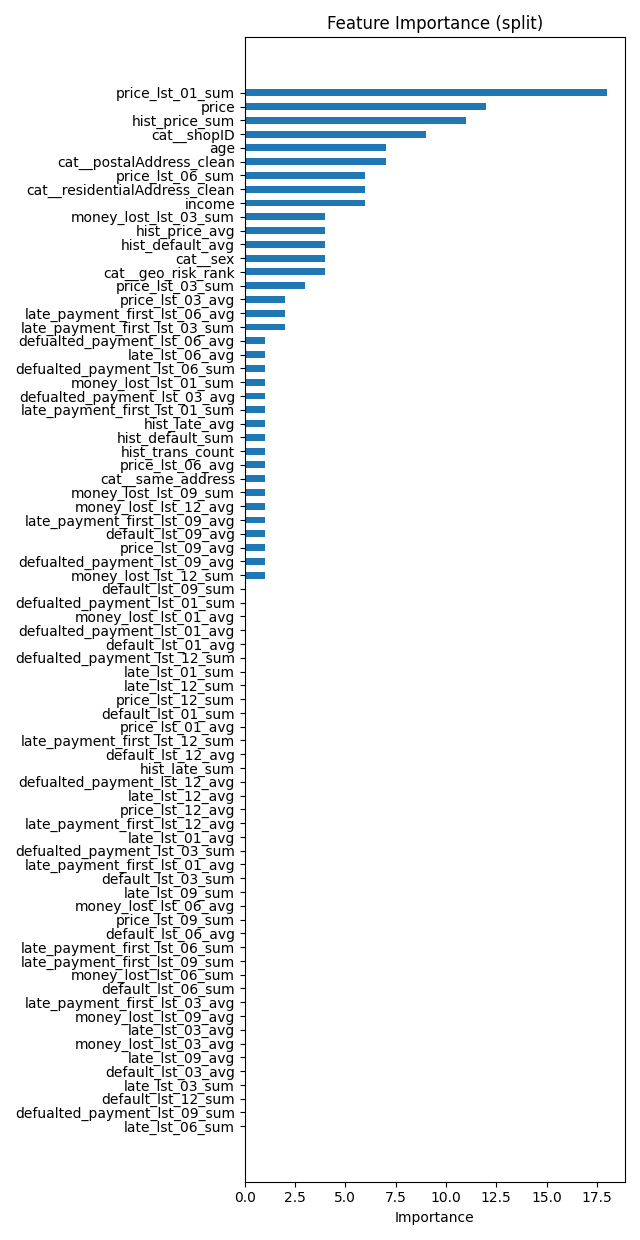 Feature Importance (split)
price_lst_01_sum
price
hist_price_sum
cat__shopID
age
cat__postalAddress_clean
price_lst_06_sum
cat__residentialAddress_clean
income
money_lost_lst_03_sum
hist_price_avg
hist_default_avg
cat__sex
cat__geo_risk_rank
price_lst_03_sum
price_lst_03_avg
late_payment_first_lst_06_avg
late_payment_first_lst_03_sum
defualted_payment_lst_06_avg
late_lst_06_avg
defualted_payment_lst_06_sum
money_lost_lst_01_sum
defualted_payment_lst_03_avg
late_payment_first_lst_01_sum
hist_late_avg
hist_default_sum
hist_trans_count
price_lst_06_avg
cat__same_address
money_lost_lst_09_sum
money_lost_lst_12_avg
late_payment_first_lst_09_avg
default_lst_09_avg
price_lst_09_avg
defualted_payment_lst_09_avg
money_lost_lst_12_sum
default_lst_09_sum
defualted_payment_lst_01_sum
money_lost_lst_01_avg
defualted_payment_lst_01_avg
default_lst_01_avg
defualted_payment_lst_12_sum
late_lst_01_sum
late_lst_12_sum
price_lst_12_sum
default_lst_01_sum
price_lst_01_avg
late_payment_first_lst_12_sum
default_lst_12_avg
hist_late_sum
defualted_payment_lst_12_avg
late_lst_12_avg
price_lst_12_avg
late_payment_first_lst_12_avg
late_lst_01_avg
defualted_payment_lst_03_sum
late_payment_first_lst_01_avg
default_lst_03_sum
late_lst_09_sum
money_lost_lst_06_avg
price_lst_09_sum
default_lst_06_avg
late_payment_first_lst_06_sum
late_payment_first_lst_09_sum
money_lost_lst_06_sum
default_lst_06_sum
late_payment_first_lst_03_avg
money_lost_lst_09_avg
late_lst_03_avg
money_lost_lst_03_avg
late_lst_09_avg
default_lst_03_avg
late_lst_03_sum
default_lst_12_sum
defualted_payment_lst_09_sum
late_lst_06_sum
0.0 2.5 5.0 7.5 10.0 12.5 15.0 17.5
Importance